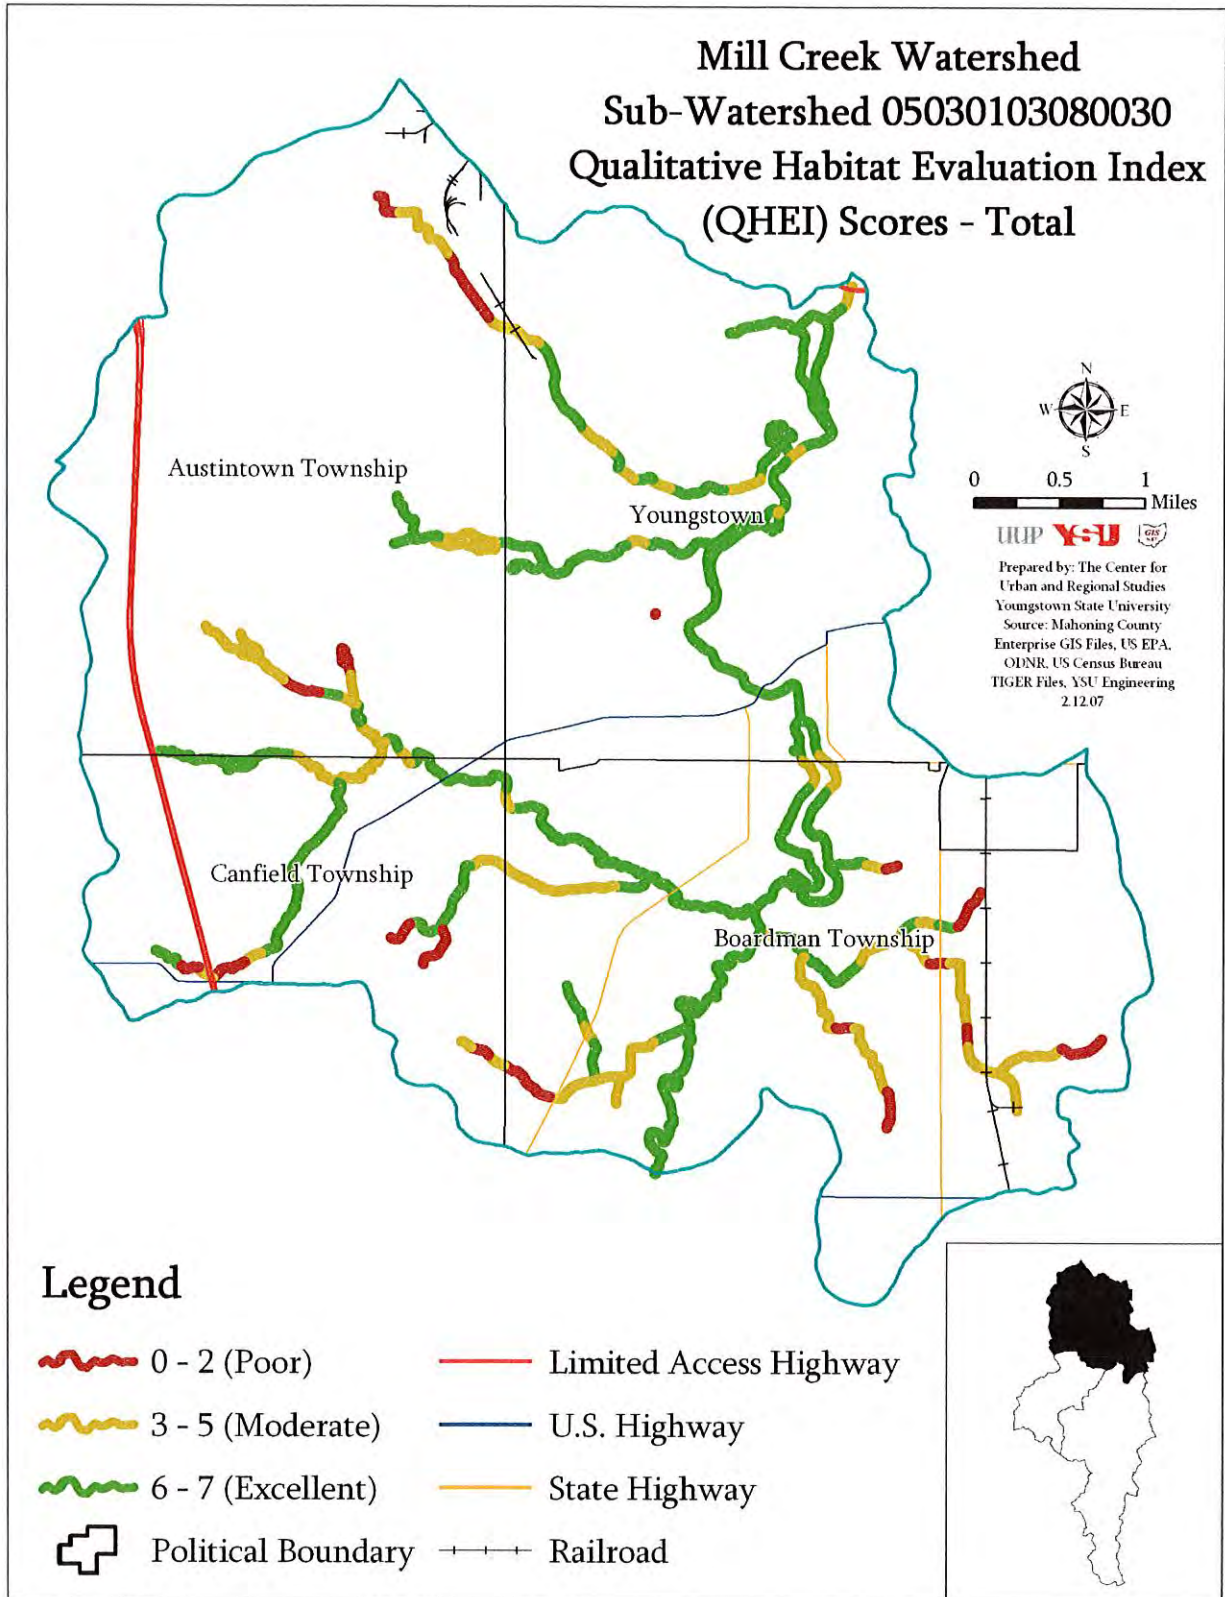 Mill Creek Watershed
Sub-Watershed 05030103080030
Qualitative Habitat Evaluation Index
(QHEI) Scores - Total
N
W E
S
0 0.5 1
Miles
UUP YSU GIS
Prepared by: The Center for
Urban and Regional Studies
Youngstown State University
Source: Mahoning County
Enterprise GIS Files, US EPA,
ODNR, US Census Bureau
TIGER Files, YSU Engineering
2.12.07
Austintown Township
Youngstown
Canfield Township
Boardman Township
Legend
0 - 2 (Poor)
3 - 5 (Moderate)
6 - 7 (Excellent)
Political Boundary
Limited Access Highway
U.S. Highway
State Highway
Railroad